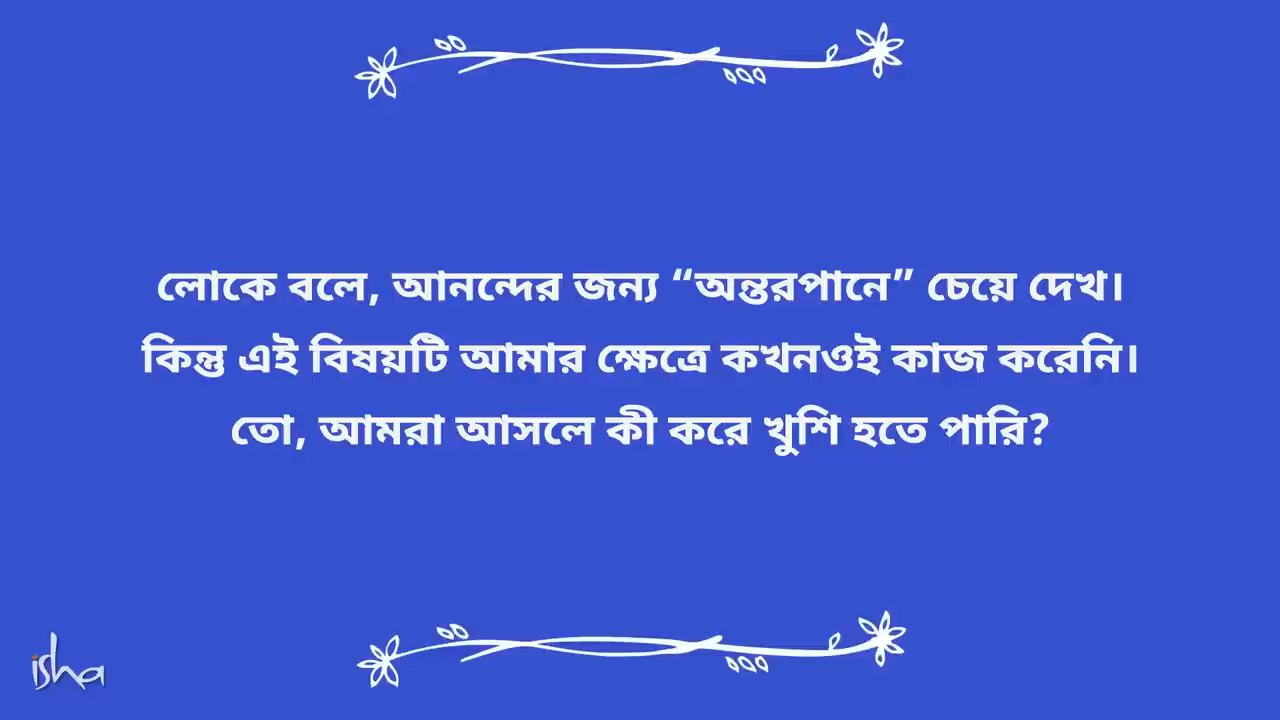 লোকে বলে, আনন্দের জন্য “অন্তরপানে” চেয়ে দেখ।
কিন্তু এই বিষয়টি আমার ক্ষেত্রে কখনওই কাজ করেনি।
তো, আমরা আসলে কী করে খুশি হতে পারি?
isha